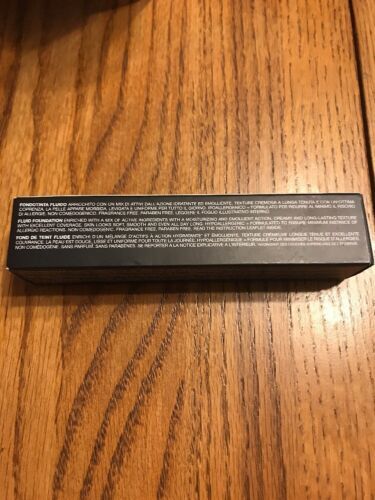 FONDOTINTA FLUIDO ARRICCHITO CON UN MIX DI ATTIVI DALL'AZIONE IDRATANTE ED EMOLLIENTE, TEXTURE CREMOSA A LUNGA TENUTA E CON OTTIMA
COPRENZA. LA PELLE APPARE MORBIDA, LEVIGATA E UNIFORME PER TUTTO IL GIORNO. IPOALLERGENICO = FORMULATO PER RIDURRE AL MINIMO IL RISCHIO
DI ALLERGIE. NON COMEDOGENICO. FRAGRANCE FREE. PARABEN FREE. LEGGERE IL FOGLIO ILLUSTRATIVO INTERNO.
FLUID FOUNDATION ENRICHED WITH A MIX OF ACTIVE INGREDIENTS WITH A MOISTURIZING AND EMOLLIENT ACTION, CREAMY AND LONG-LASTING TEXTURE
WITH EXCELLENT COVERAGE. SKIN LOOKS SOFT, SMOOTH AND EVEN ALL DAY LONG. HYPOALLERGENIC = FORMULATED TO MINIMISE
ALLERGIC REACTIONS. NON COMEDOGENIC. FRAGRANCE FREE. PARABEN FREE. READ THE INSTRUCTION LEAFLET INSIDE.
FOND DE TEINT FLUIDE ENRICHI D'UN MÉLANGE D'ACTIFS À ACTION HYDRATANTE ET ÉMOLLIENTE, TEXTURE CRÉMEUSE LONGUE TENUE ET EXCELLENTE
COUVRANCE. LA PEAU EST DOUCE, LISSE ET UNIFORME POUR TOUTE LA JOURNÉE. HYPOALLERGÉNIQUE = FORMULÉ POUR MINIMISER LE RISQUE D'ALLERGIES.
NON COMÉDOGÈNE. SANS PARFUM. SANS PARABÈNES. SE REPORTER À LA NOTICE EXPLICATIVE À L'INTÉRIEUR.